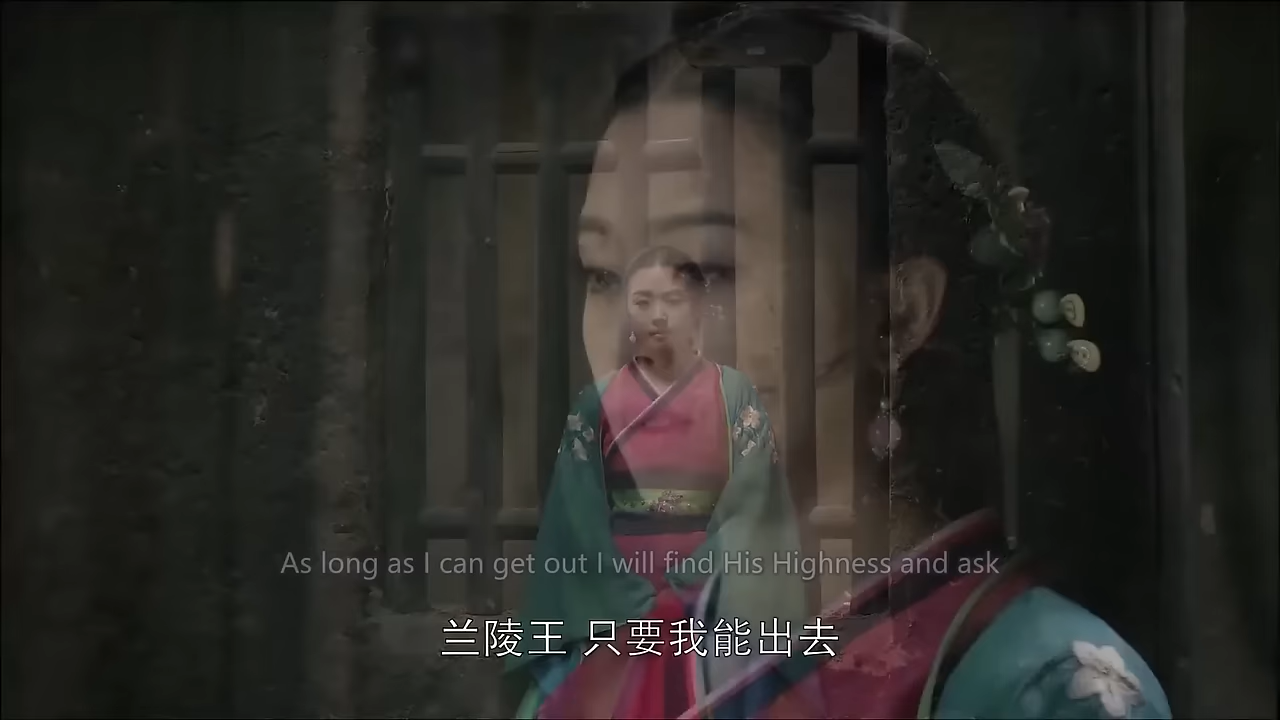 As long as I can get out I will find His Highness and ask
兰陵王 只要我能出去